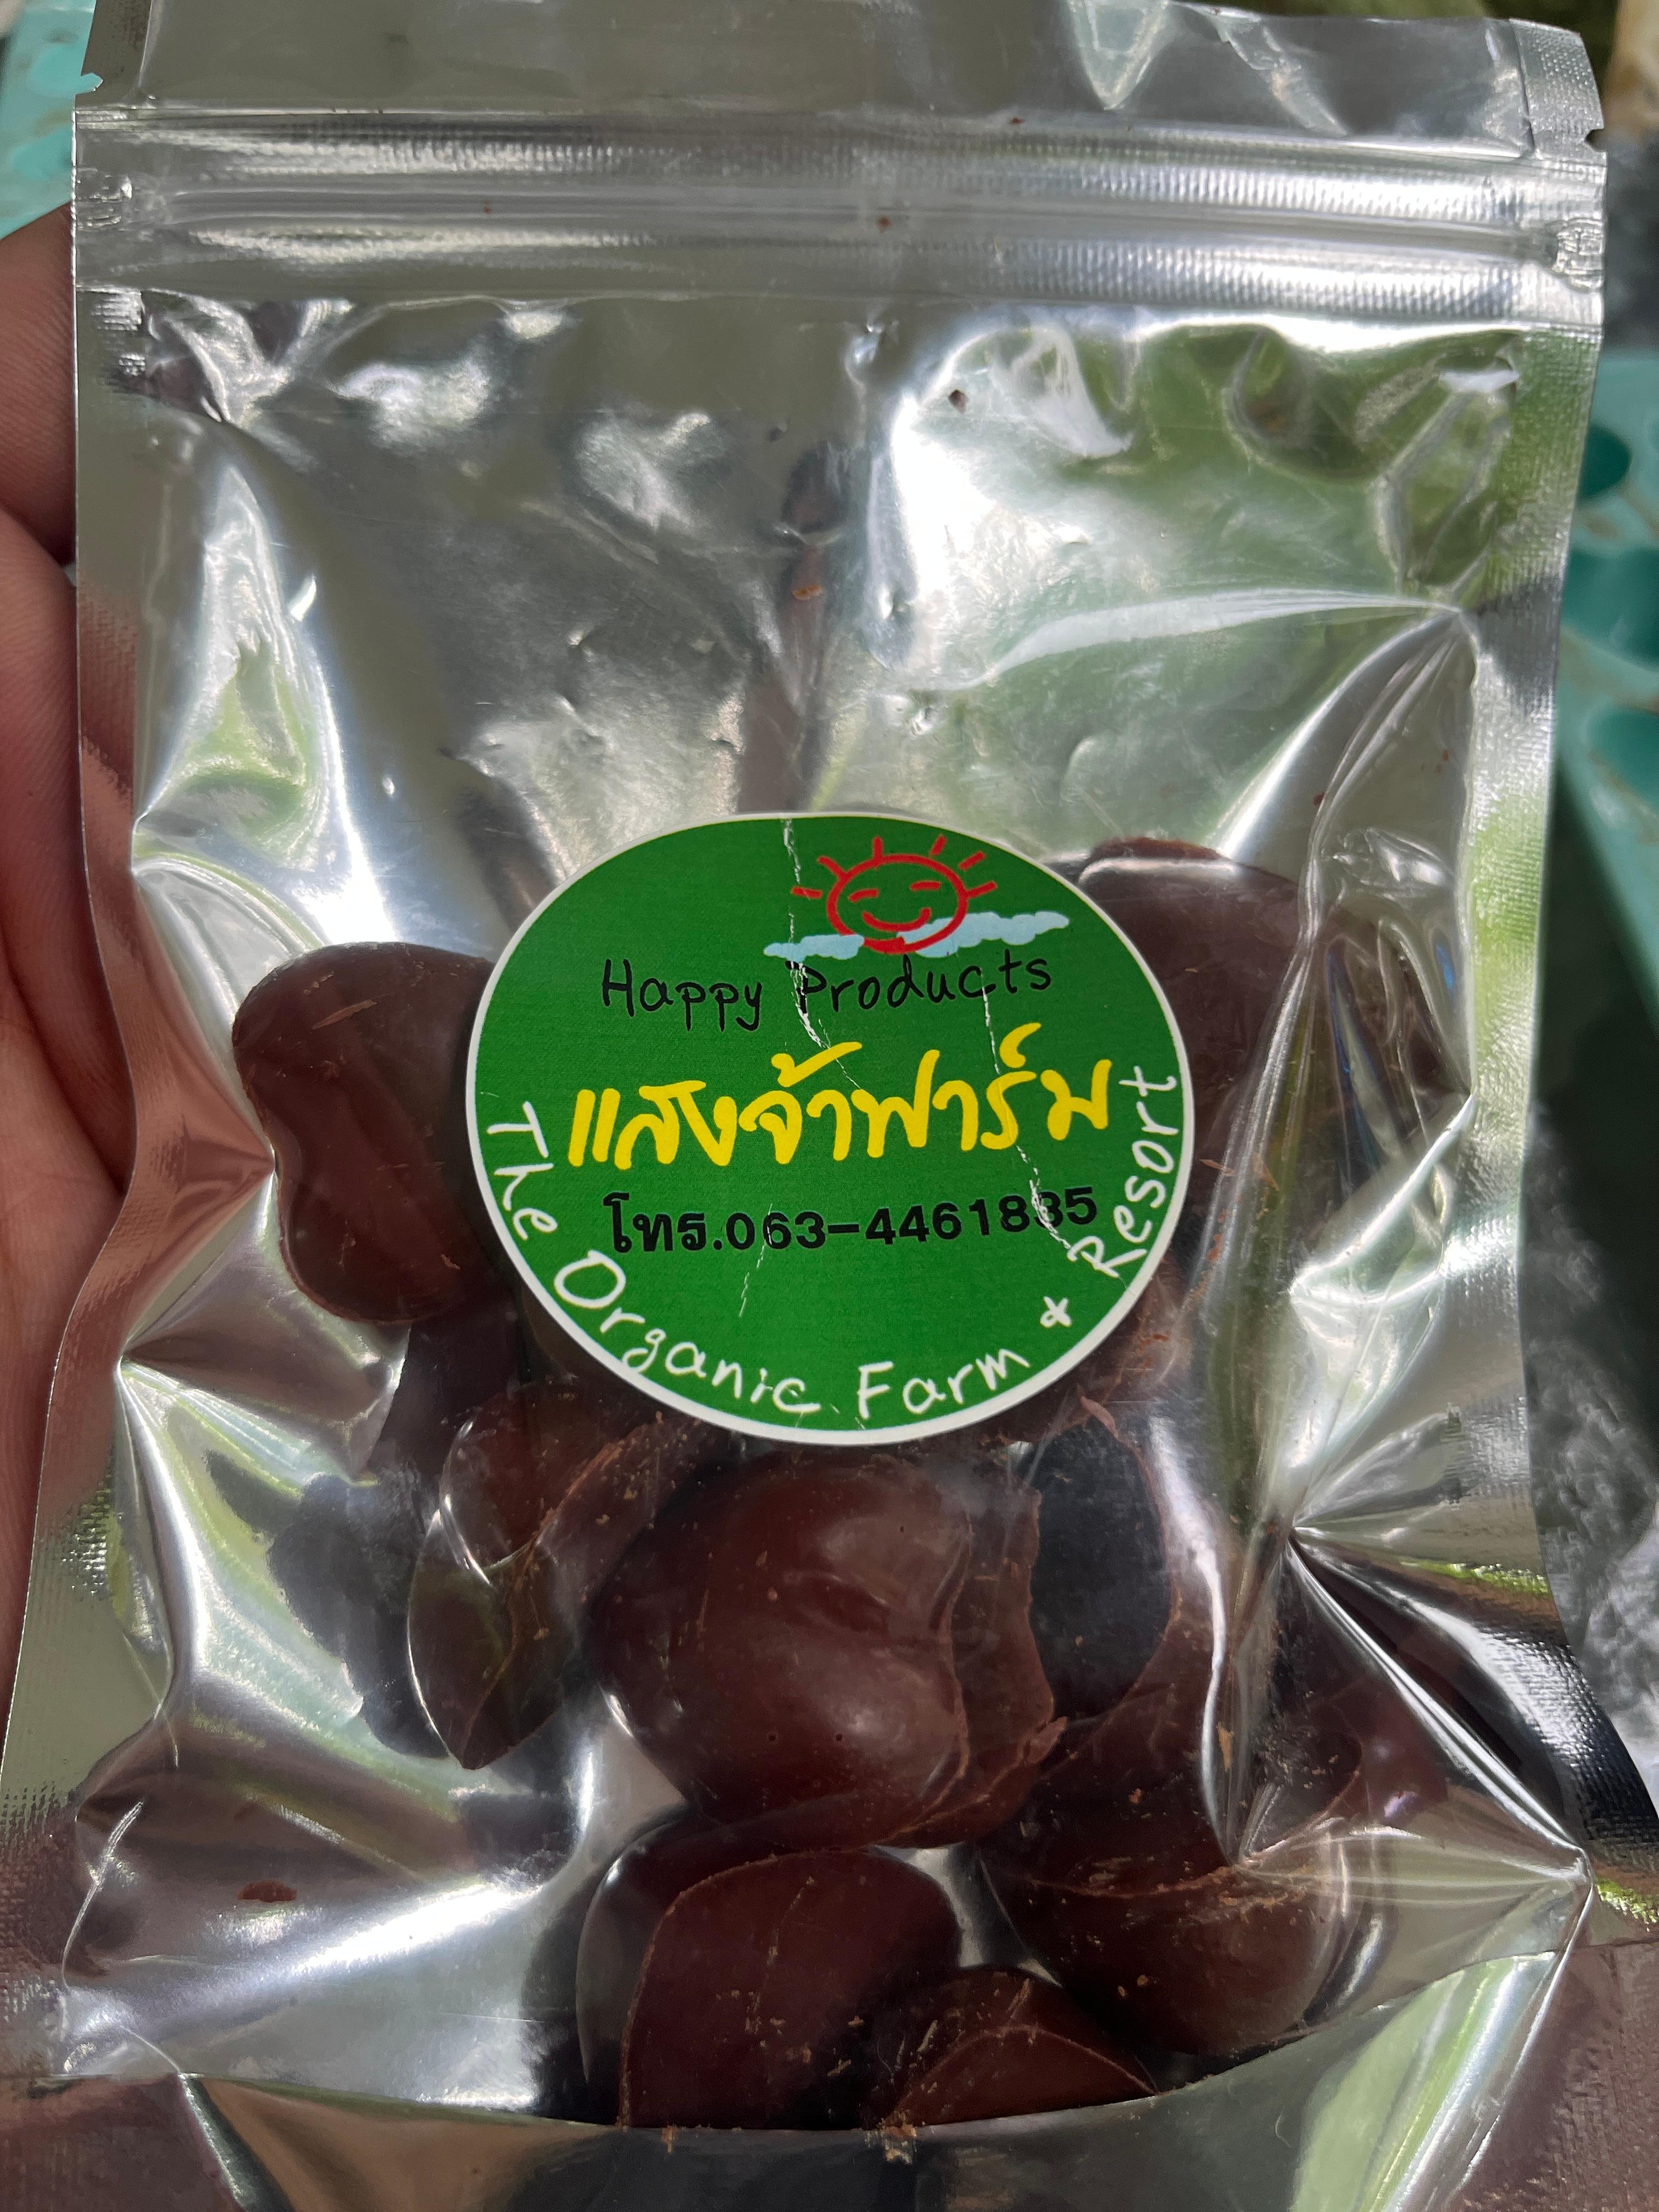 Happy Products
แสงจ้าฟาร์ม
โทร.063-4461835
The Organic Farm & Resort